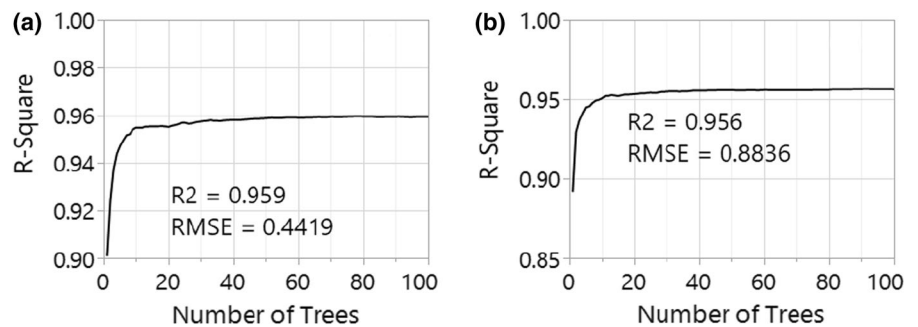 (a)
R-Square
1.00
0.98
0.96
0.94
0.92
0.90
R2 = 0.959
RMSE = 0.4419
0 20 40 60 80 100
Number of Trees
(b)
R-Square
1.00
0.95
0.90
0.85
R2 = 0.956
RMSE = 0.8836
0 20 40 60 80 100
Number of Trees